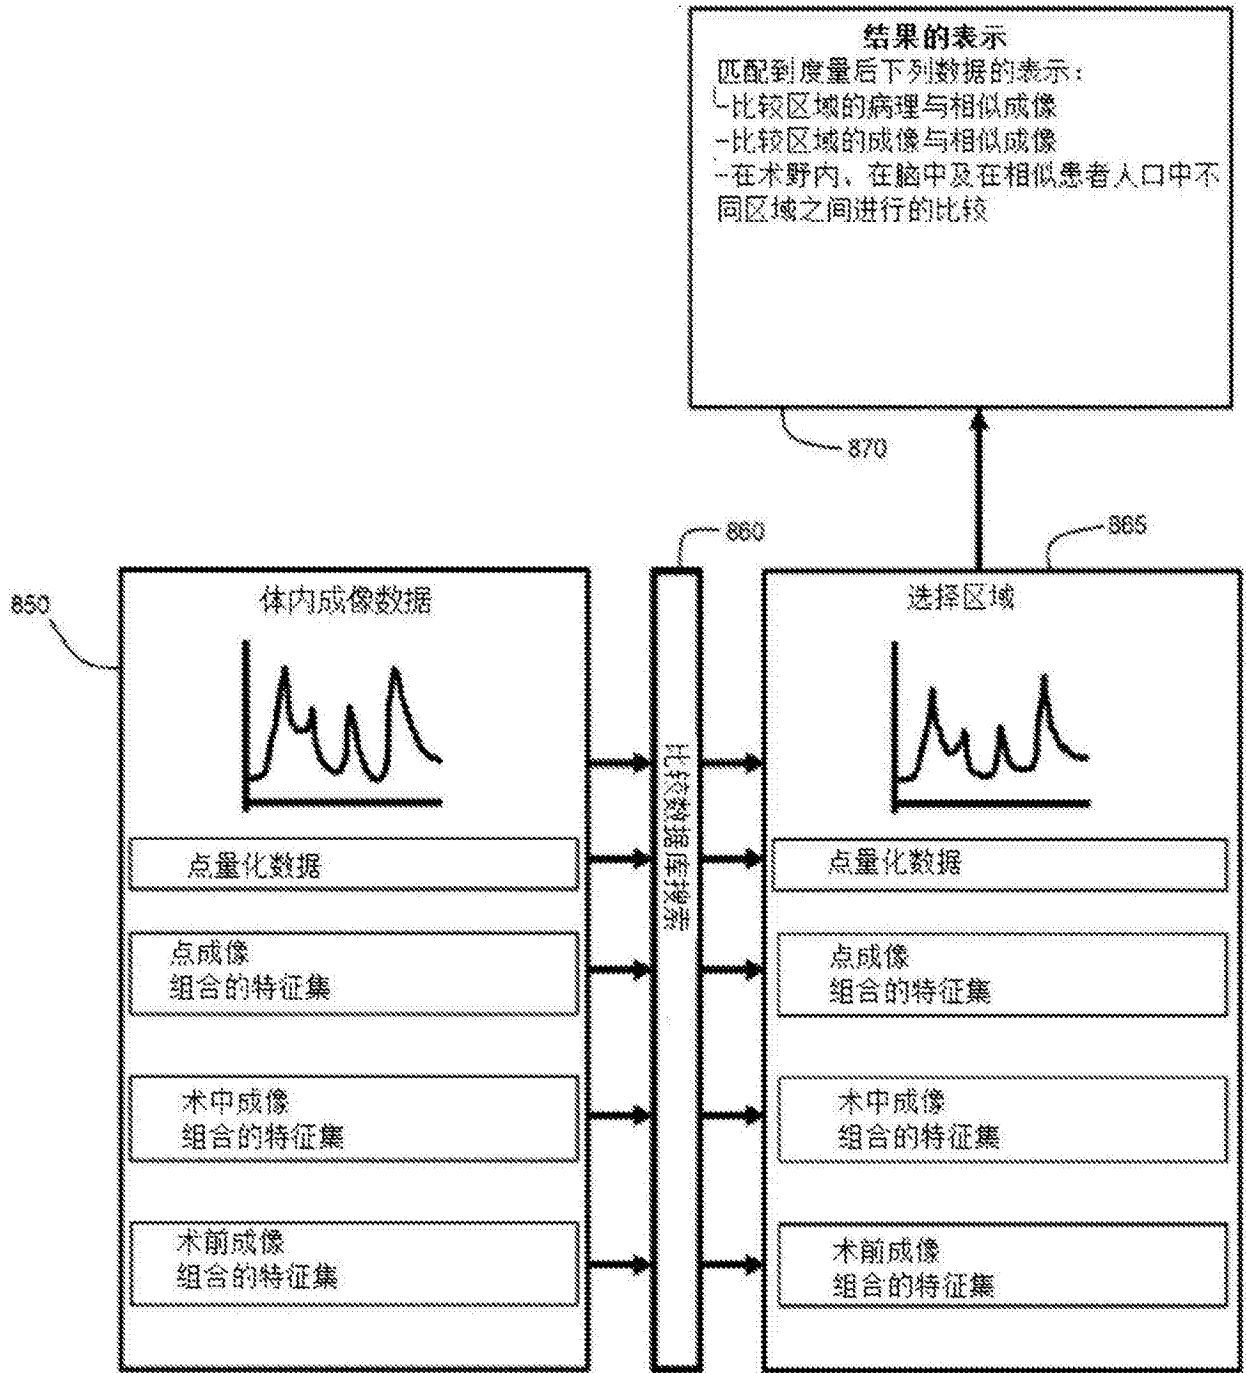 结果的表示
匹配到度量后下列数据的表示:
-比较区域的病理与相似成像
-比较区域的成像与相似成像
-在术野内、在脑中及在相似患者人口中不
同区域之间进行的比较
870
850
体内成像数据
点量化数据
点成像
组合的特征集
术中成像
组合的特征集
术前成像
组合的特征集
860
比较数据库搜索
865
选择区域
点量化数据
点成像
组合的特征集
术中成像
组合的特征集
术前成像
组合的特征集